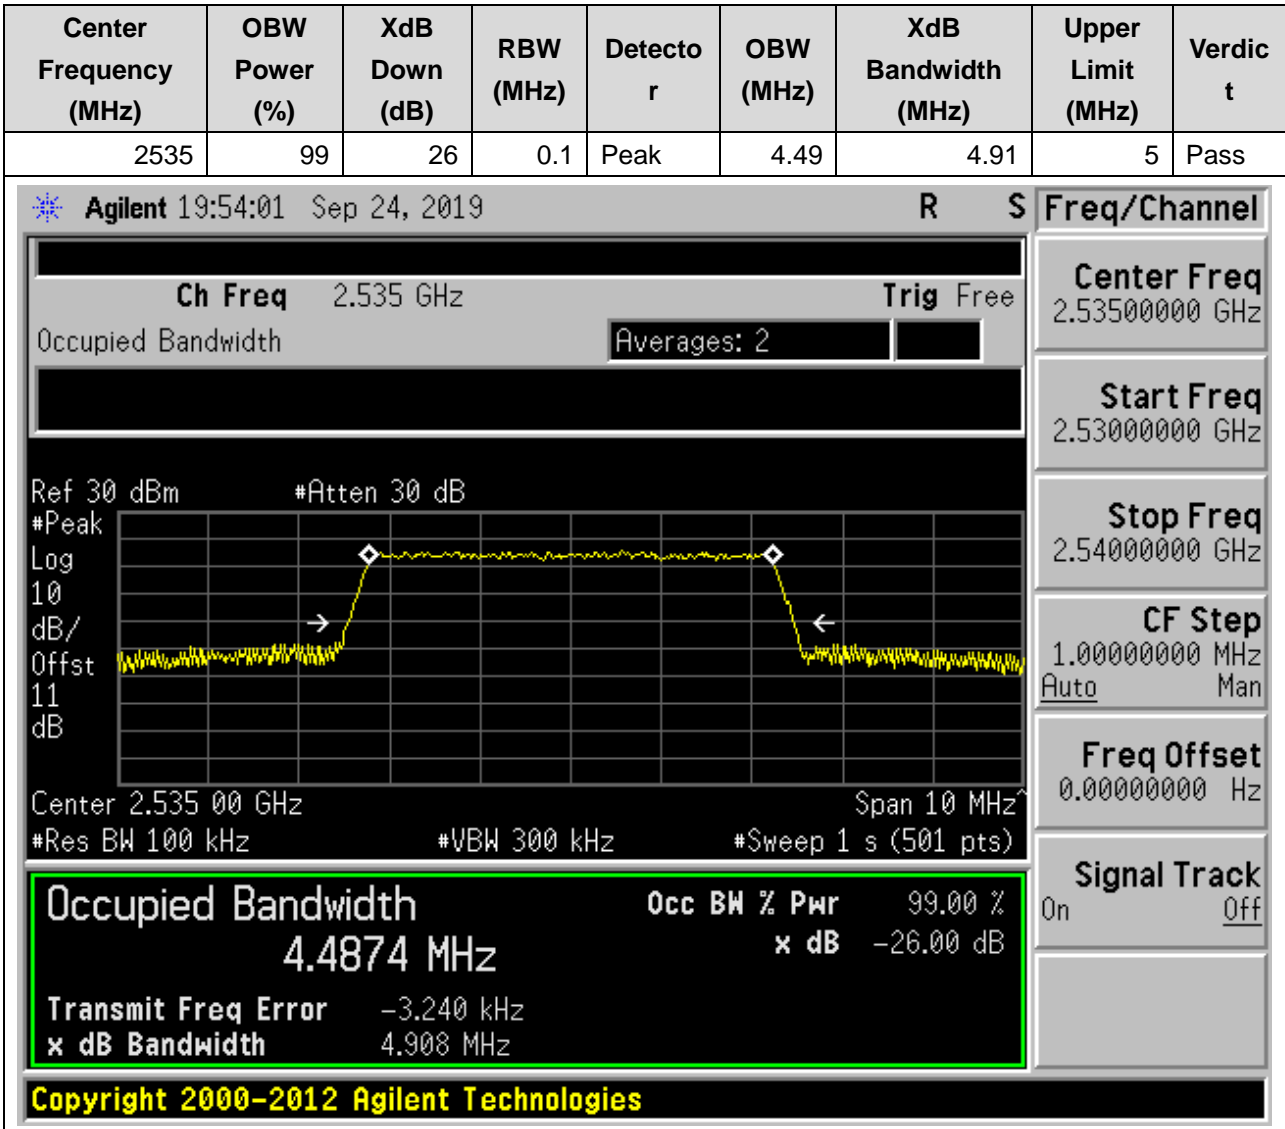 Center Frequency (MHz) OBW Power (%) XdB Down (dB) RBW (MHz) Detecto r OBW (MHz) XdB Bandwidth (MHz) Upper Limit (MHz) Verdic t
2535 99 26 0.1 Peak 4.49 4.91 5 Pass
Agilent 19:54:01 Sep 24, 2019 R S
Ch Freq 2.535 GHz Trig Free
Occupied Bandwidth Averages: 2
Ref 30 dBm #Atten 30 dB
#Peak
Log
10
dB/
Offst
11
dB
Center 2.535 00 GHz Span 10 MHz^
#Res BW 100 kHz #VBW 300 kHz #Sweep 1 s (501 pts)
Occupied Bandwidth Occ BW % Pwr 99.00 %
4.4874 MHz x dB -26.00 dB
Transmit Freq Error -3.240 kHz
x dB Bandwidth 4.908 MHz
Copyright 2000-2012 Agilent Technologies
Freq/Channel
Center Freq
2.53500000 GHz
Start Freq
2.53000000 GHz
Stop Freq
2.54000000 GHz
CF Step
1.00000000 MHz
Auto Man
Freq Offset
0.00000000 Hz
Signal Track
On Off